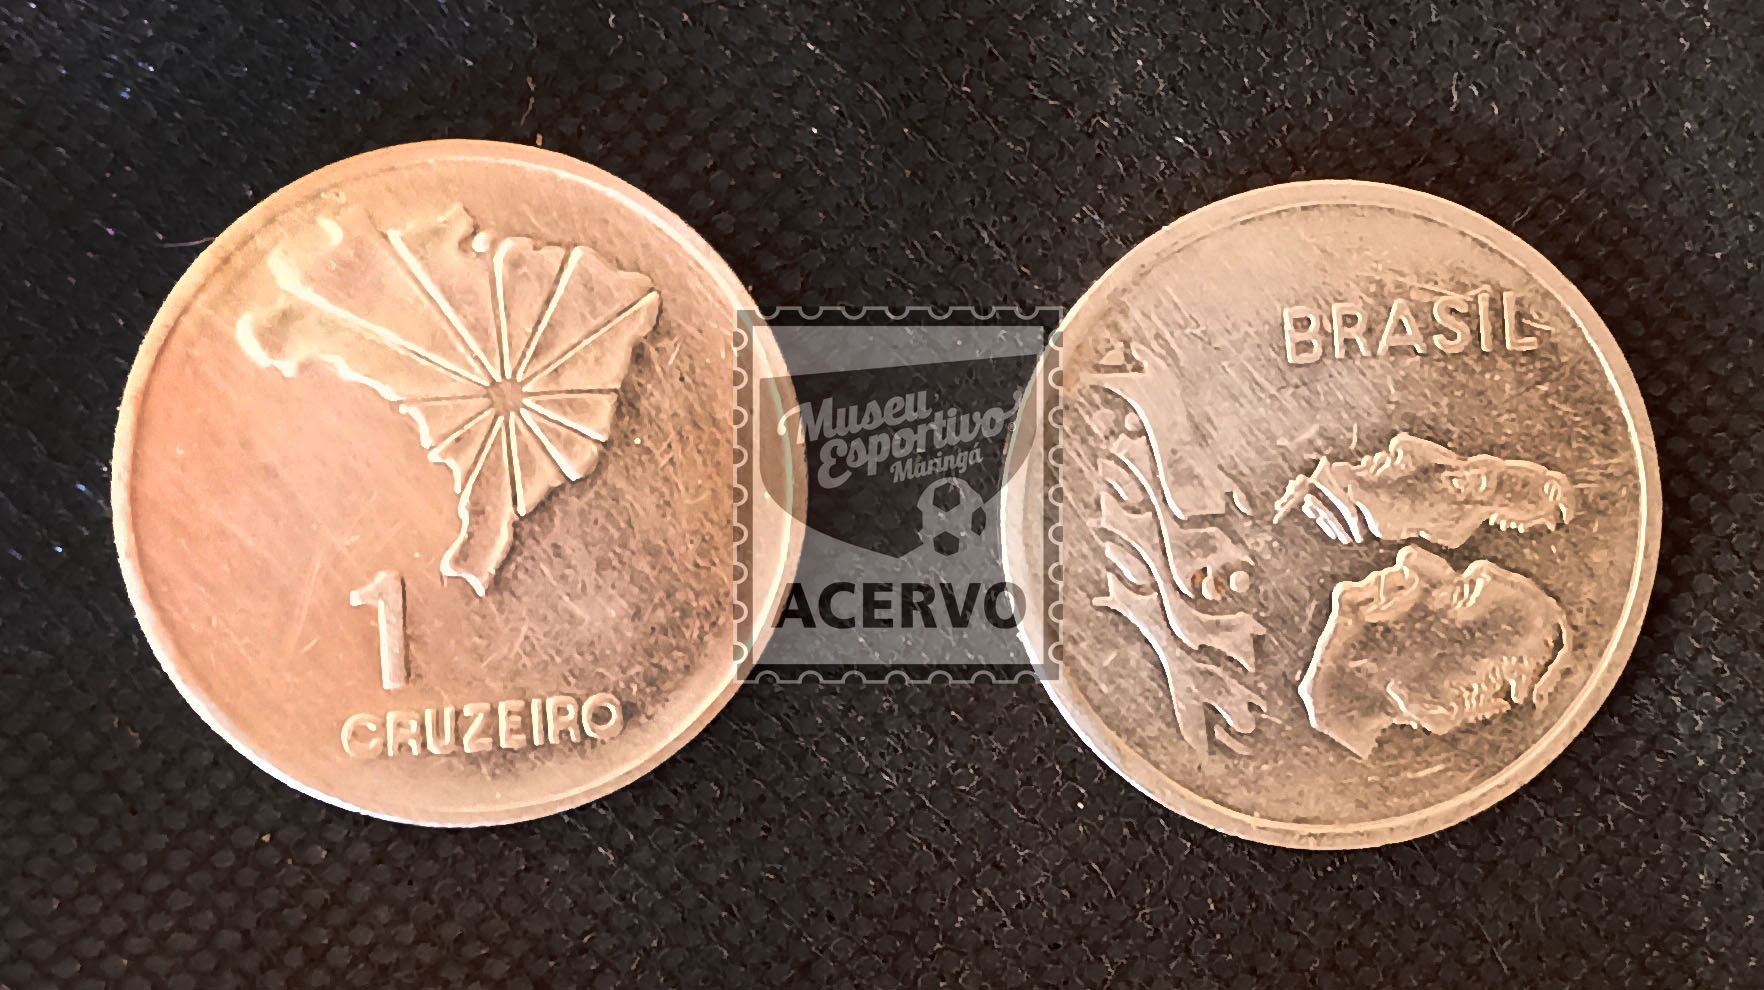 1
CRUZEIRO
BRASIL
Museu
Esportivo
Maringá
ACERVO